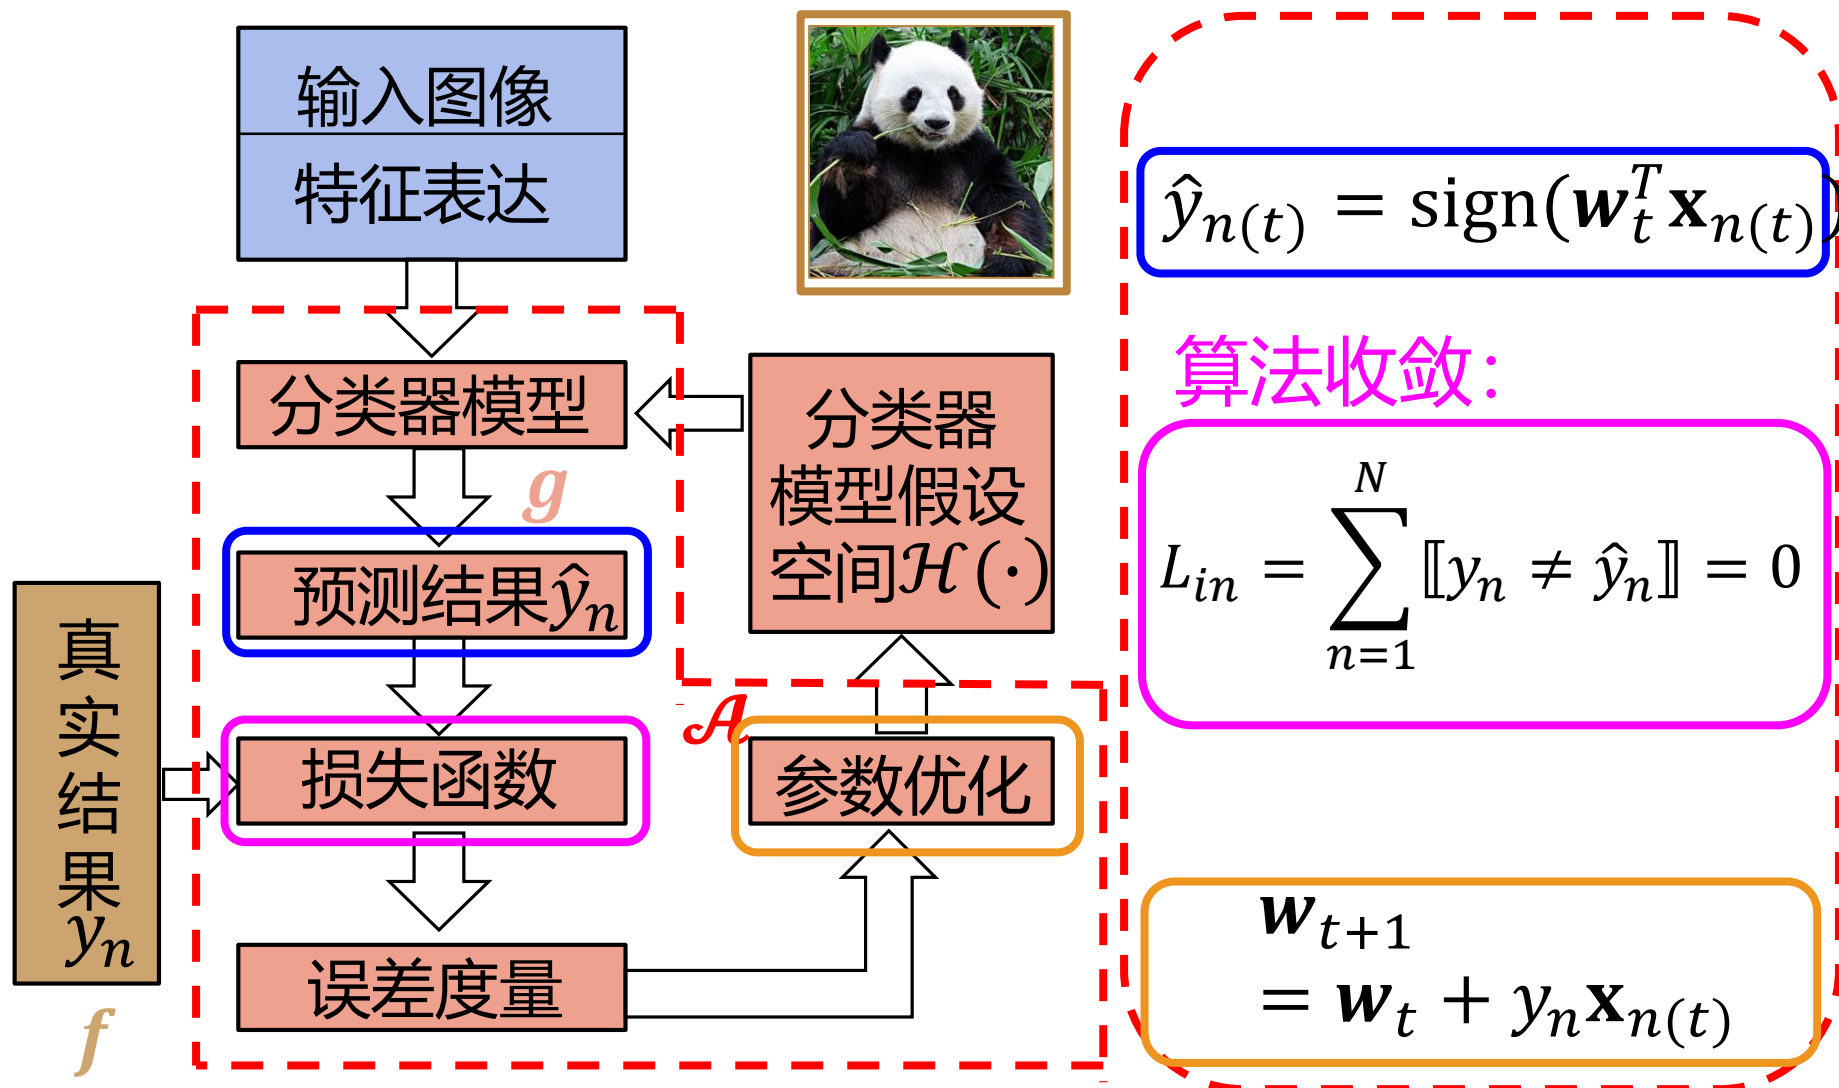 输入图像
特征表达
分类器模型
g
预测结果ŷₙ
损失函数
误差度量
真
实
结
果
yₙ
f
分类器
模型假设
空间ℋ(·)
𝒜
参数优化
ŷ_{n(t)} = sign(w_t^T x_{n(t)})
算法收敛：
L_{in} = \sum_{n=1}^{N} ⟦y_n ≠ ŷ_n⟧ = 0
w_{t+1}
= w_t + y_n x_{n(t)}